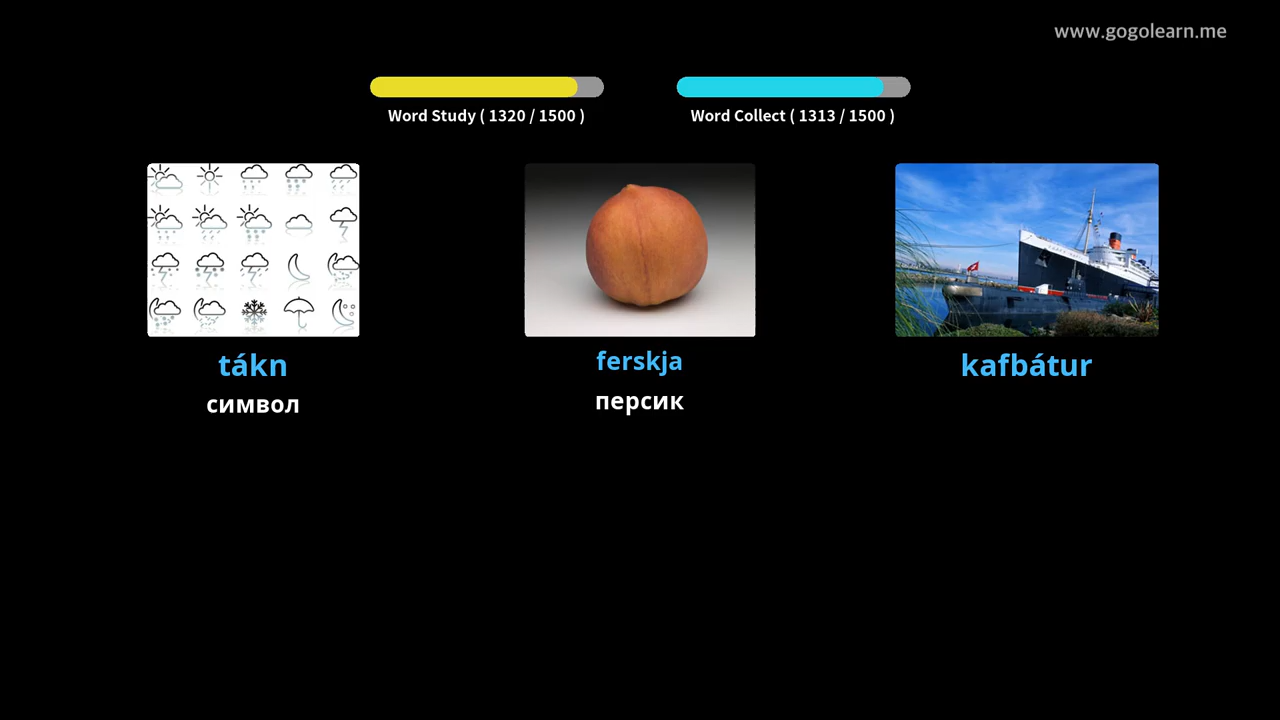 www.gogolearn.me
Word Study ( 1320 / 1500 )
Word Collect ( 1313 / 1500 )
tákn
ferskja
kafbátur
символ
персик